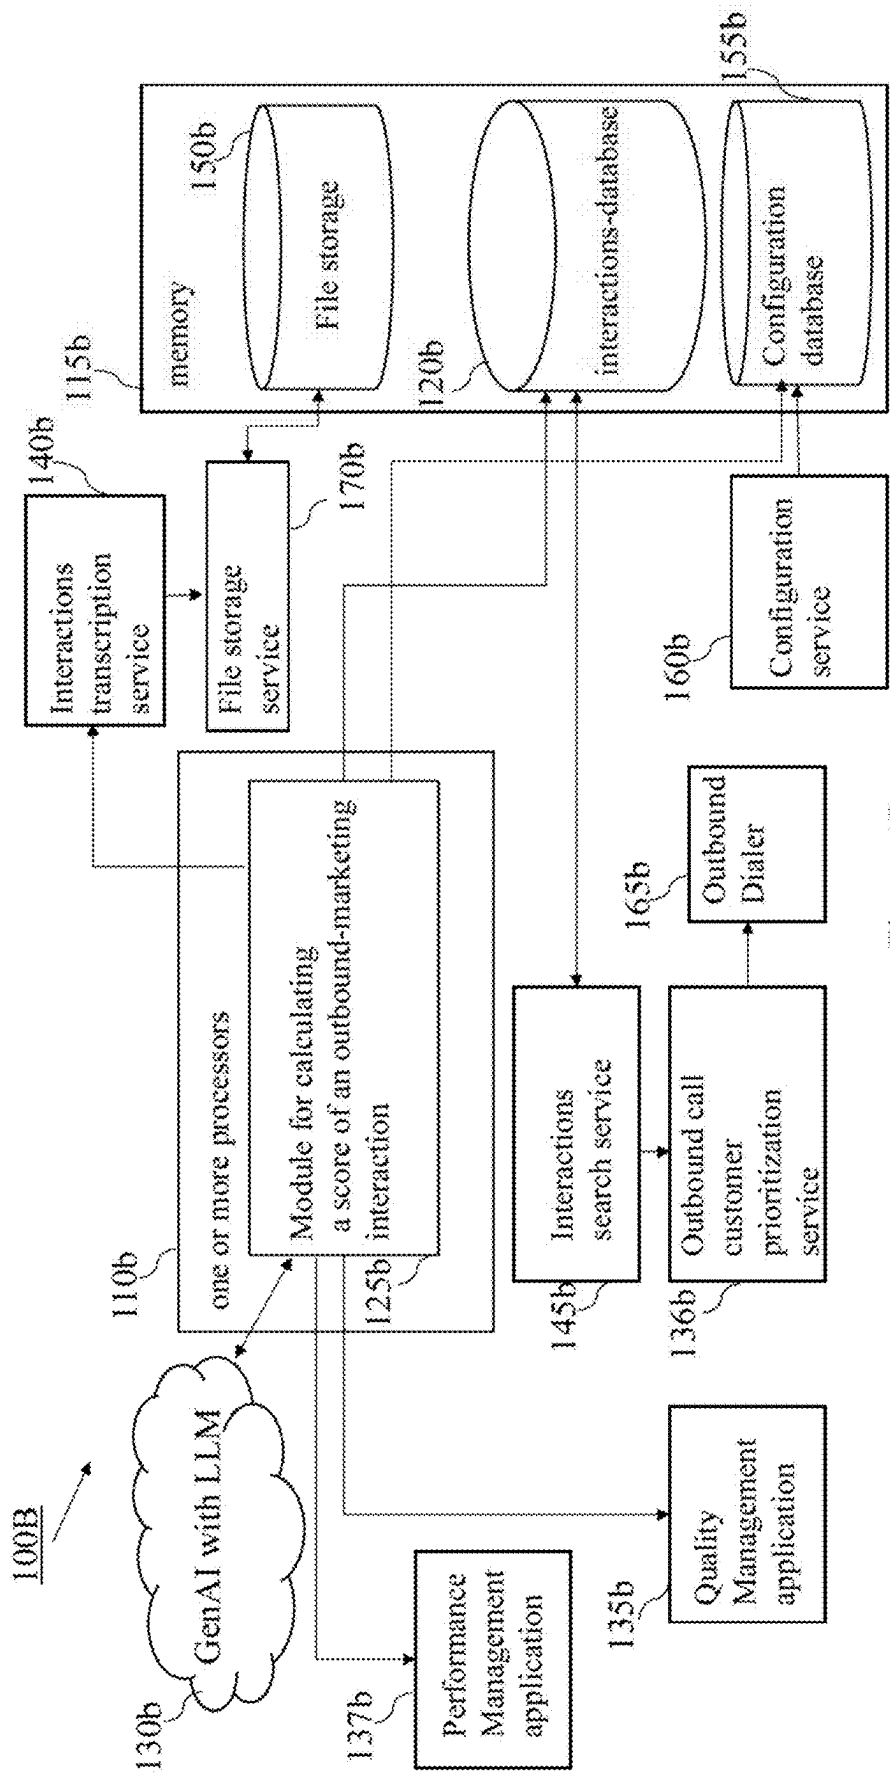 100B
130b
GenAI with LLM
110b
one or more processors
Module for calculating
a score of an outbound-marketing
interaction
125b
140b
Interactions
transcription
service
File storage
service
170b
115b
memory
150b
File storage
120b
interactions-database
155b
Configuration
database
160b
Configuration
service
137b
Performance
Management
application
135b
Quality
Management
application
145b
Interactions
search service
136b
Outbound call
customer
prioritization
service
165b
Outbound
Dialer